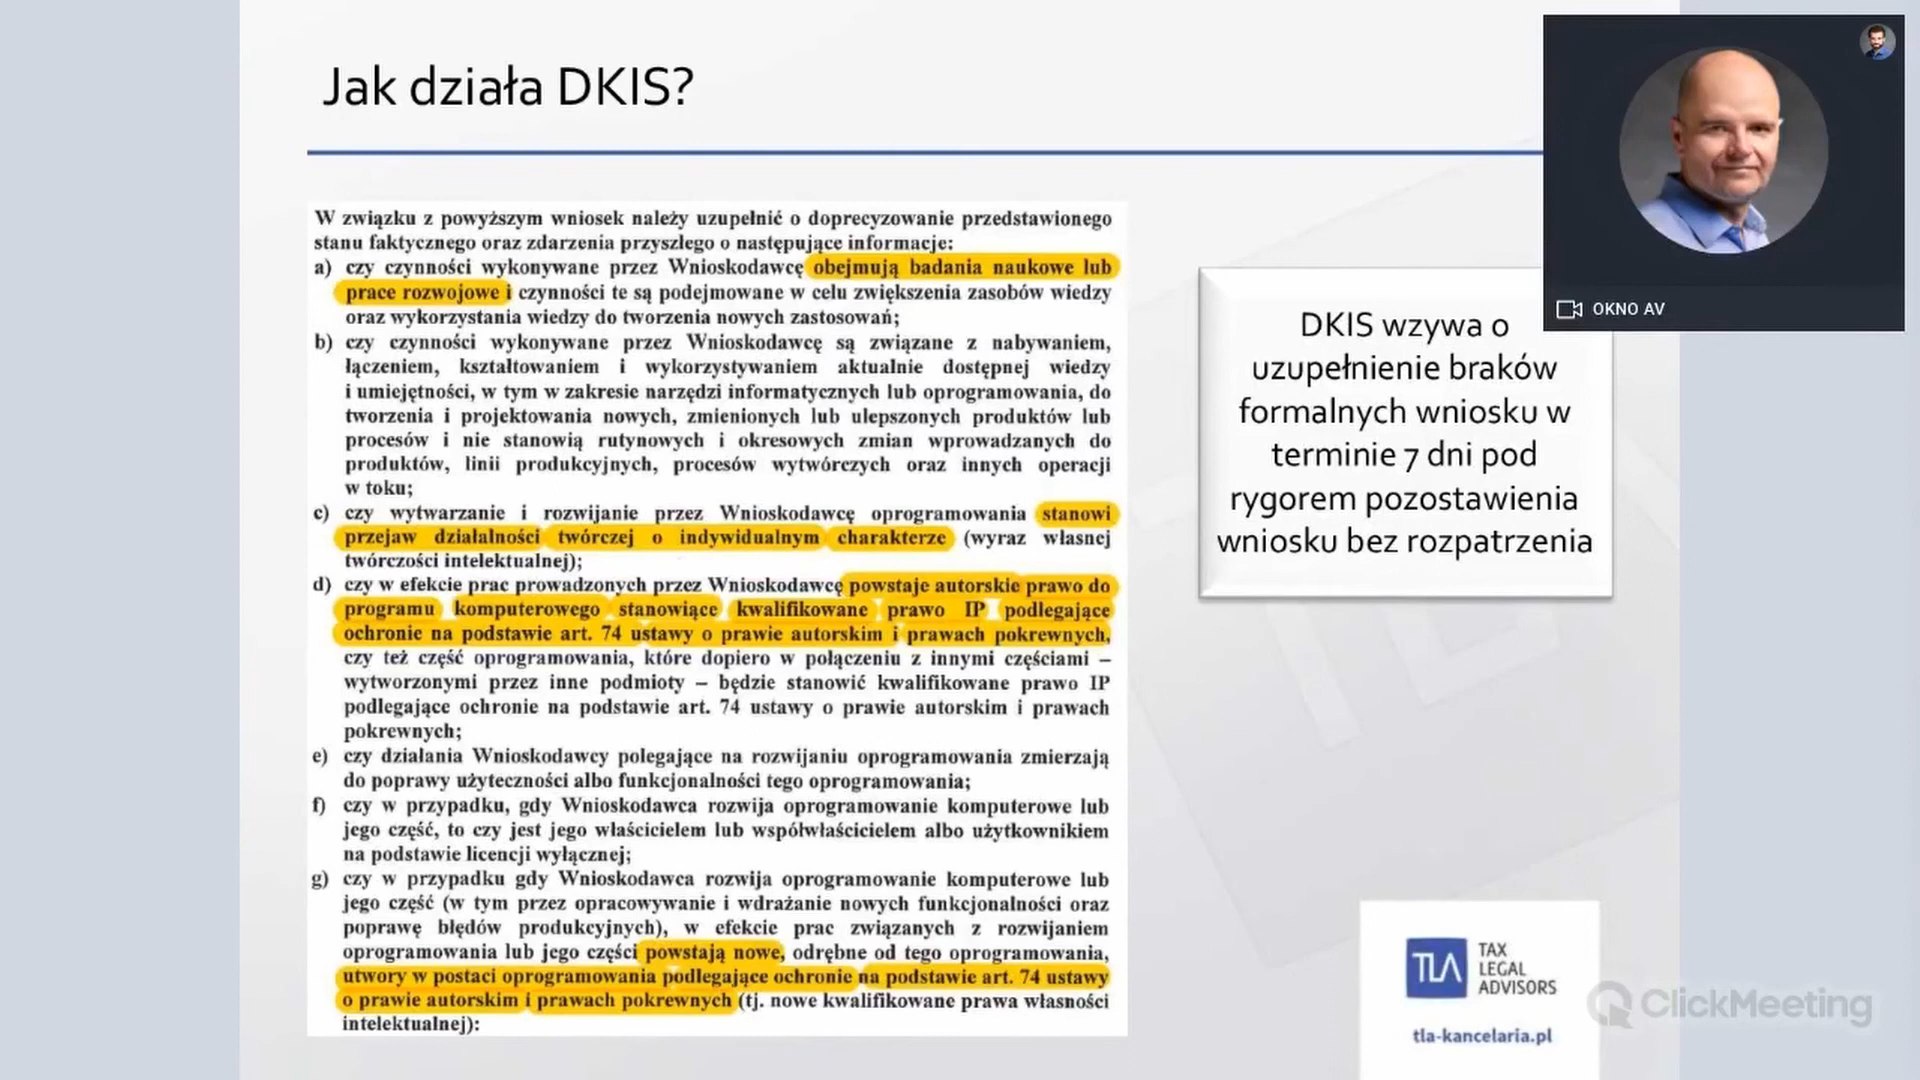 Jak działa DKIS?
W związku z powyższym wniosek należy uzupełnić o doprecyzowanie przedstawionego
stanu faktycznego oraz zdarzenia przyszłego o następujące informacje:
a) czy czynności wykonywane przez Wnioskodawcę obejmują badania naukowe lub
prace rozwojowe i czynności te są podejmowane w celu zwiększenia zasobów wiedzy
oraz wykorzystania wiedzy do tworzenia nowych zastosowań;
b) czy czynności wykonywane przez Wnioskodawcę są związane z nabywaniem,
łączeniem, kształtowaniem i wykorzystywaniem aktualnie dostępnej wiedzy
i umiejętności, w tym w zakresie narzędzi informatycznych lub oprogramowania, do
tworzenia i projektowania nowych, zmienionych lub ulepszonych produktów lub
procesów i nie stanowią rutynowych i okresowych zmian wprowadzanych do
produktów, linii produkcyjnych, procesów wytwórczych oraz innych operacji
w toku;
c) czy wytwarzanie i rozwijanie przez Wnioskodawcę oprogramowania stanowi
przejaw działalności twórczej o indywidualnym charakterze (wyraz własnej
twórczości intelektualnej);
d) czy w efekcie prac prowadzonych przez Wnioskodawcę powstaje autorskie prawo do
programu komputerowego stanowiące kwalifikowane prawo IP podlegające
ochronie na podstawie art. 74 ustawy o prawie autorskim i prawach pokrewnych,
czy też część oprogramowania, które dopiero w połączeniu z innymi częściami –
wytworzonymi przez inne podmioty – będzie stanowić kwalifikowane prawo IP
podlegające ochronie na podstawie art. 74 ustawy o prawie autorskim i prawach
pokrewnych;
e) czy działania Wnioskodawcy polegające na rozwijaniu oprogramowania zmierzają
do poprawy użyteczności albo funkcjonalności tego oprogramowania;
f) czy w przypadku, gdy Wnioskodawca rozwija oprogramowanie komputerowe lub
jego część, to czy jest jego właścicielem lub współwłaścicielem albo użytkownikiem
na podstawie licencji wyłącznej;
g) czy w przypadku gdy Wnioskodawca rozwija oprogramowanie komputerowe lub
jego część (w tym przez opracowywanie i wdrażanie nowych funkcjonalności oraz
poprawę błędów produkcyjnych), w efekcie prac związanych z rozwijaniem
oprogramowania lub jego części powstają nowe, odrębne od tego oprogramowania,
utwory w postaci oprogramowania podlegające ochronie na podstawie art. 74 ustawy
o prawie autorskim i prawach pokrewnych (tj. nowe kwalifikowane prawa własności
intelektualnej):
OKNO AV
DKIS wzywa o
uzupełnienie braków
formalnych wniosku w
terminie 7 dni pod
rygorem pozostawienia
wniosku bez rozpatrzenia
TLA
TAX
LEGAL
ADVISORS
tla-kancelaria.pl
ClickMeeting